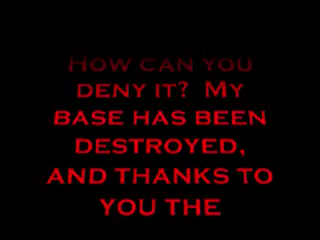 How can you
deny it? My
base has been
destroyed,
and thanks to
you the